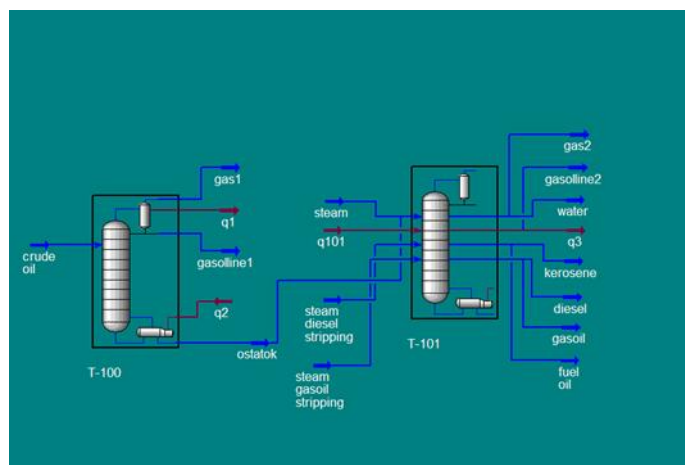 gas1
q1
crude
oil
gasolline1
q2
ostatok
T-100
gas2
gasolline2
steam
water
q101
q3
kerosene
steam
diesel
stripping
diesel
gasoil
T-101
steam
gasoil
stripping
fuel
oil